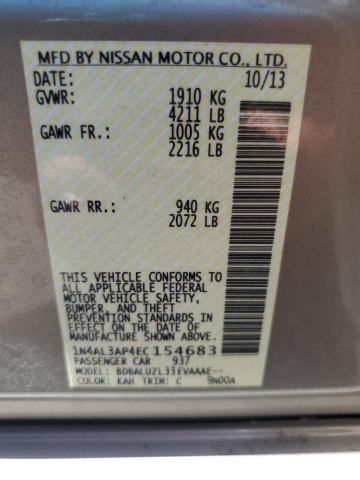 MFD BY NISSAN MOTOR CO., LTD.
DATE: 10/13
GVWR: 1910 KG
4211 LB
GAWR FR.: 1005 KG
2216 LB
GAWR RR.: 940 KG
2072 LB
THIS VEHICLE CONFORMS TO
ALL APPLICABLE FEDERAL
MOTOR VEHICLE SAFETY,
BUMPER, AND THEFT
PREVENTION STANDARDS IN
EFFECT ON THE DATE OF
MANUFACTURE SHOWN ABOVE.
1N4AL3AP4EC154683
PASSENGER CAR 937
MODEL: BDBALUZL33EVAAAE--
COLOR: KAH TRIM: C 9N00A